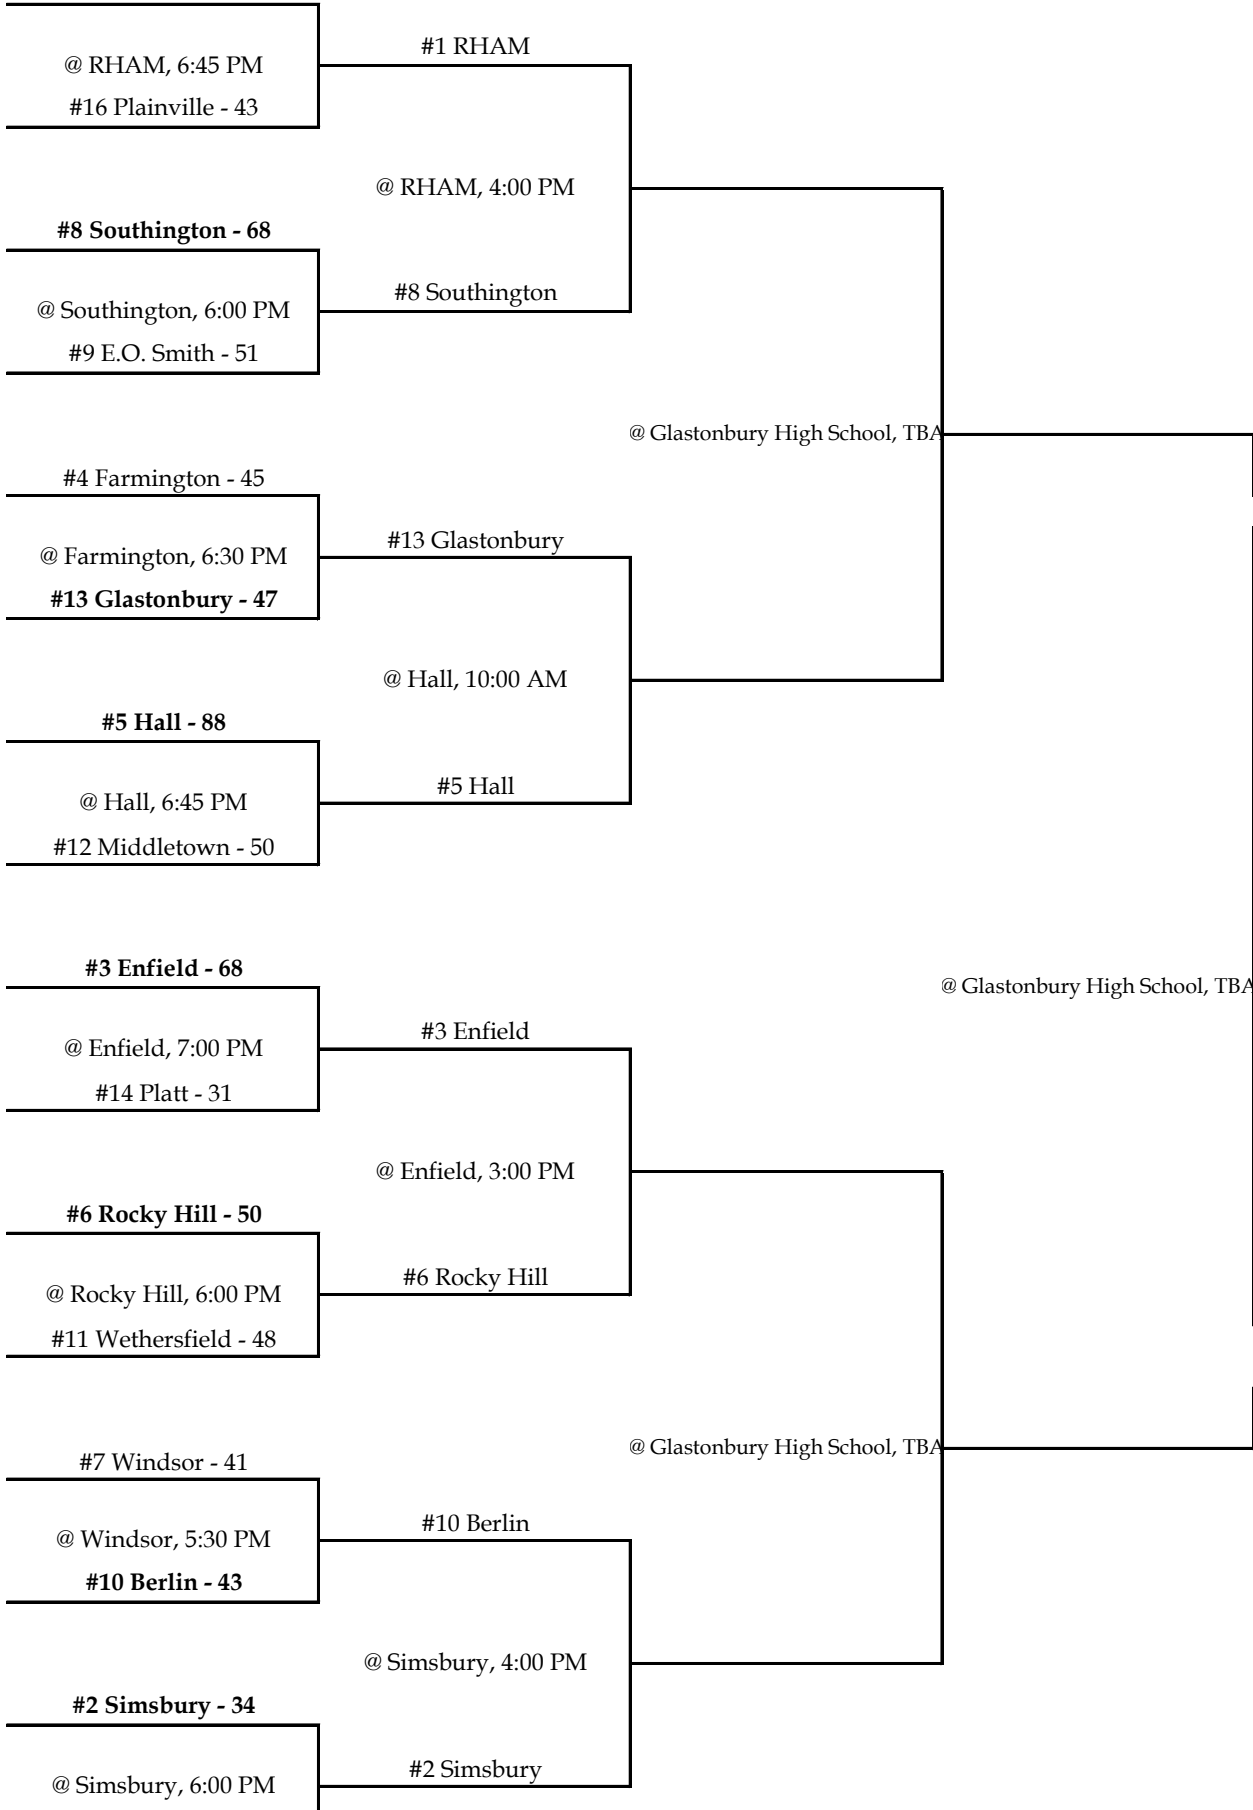 #1 RHAM
@ RHAM, 6:45 PM
#16 Plainville - 43
@ RHAM, 4:00 PM
#8 Southington - 68
#8 Southington
@ Southington, 6:00 PM
#9 E.O. Smith - 51
@ Glastonbury High School, TBA
#4 Farmington - 45
#13 Glastonbury
@ Farmington, 6:30 PM
#13 Glastonbury - 47
@ Hall, 10:00 AM
#5 Hall - 88
#5 Hall
@ Hall, 6:45 PM
#12 Middletown - 50
#3 Enfield - 68
@ Glastonbury High School, TBA
#3 Enfield
@ Enfield, 7:00 PM
#14 Platt - 31
@ Enfield, 3:00 PM
#6 Rocky Hill - 50
#6 Rocky Hill
@ Rocky Hill, 6:00 PM
#11 Wethersfield - 48
@ Glastonbury High School, TBA
#7 Windsor - 41
#10 Berlin
@ Windsor, 5:30 PM
#10 Berlin - 43
@ Simsbury, 4:00 PM
#2 Simsbury - 34
#2 Simsbury
@ Simsbury, 6:00 PM